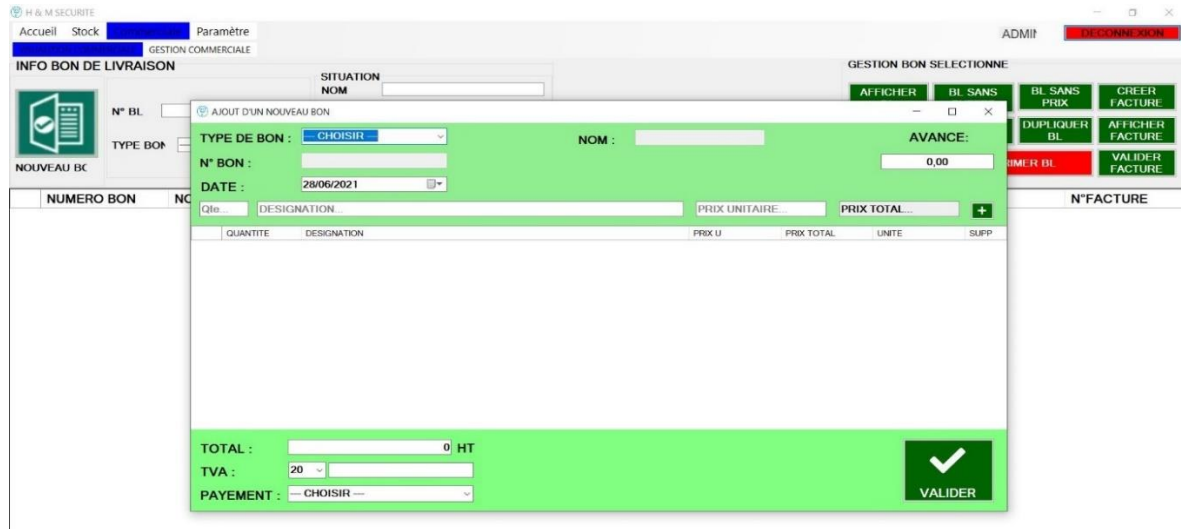 H & M SECURITE
Accueil Stock Paramètre
ADMIN DECONNEXION
GESTION COMMERCIALE
INFO BON DE LIVRAISON
SITUATION
NOM
GESTION BON SELECTIONNE
N° BL
TYPE BON
NOUVEAU BC
AFFICHER BL SANS BL SANS PRIX CREER FACTURE
DUPLIQUER BL AFFICHER FACTURE
IMER BL VALIDER FACTURE
NUMERO BON NO N°FACTURE
AJOUT D'UN NOUVEAU BON
TYPE DE BON : --- CHOISIR --- NOM : AVANCE:
N° BON : 0,00
DATE : 28/06/2021
Qte... DESIGNATION... PRIX UNITAIRE... PRIX TOTAL... +
QUANTITE DESIGNATION PRIX U PRIX TOTAL UNITE SUPP
TOTAL : 0 HT
TVA : 20
PAYEMENT : --- CHOISIR ---
VALIDER